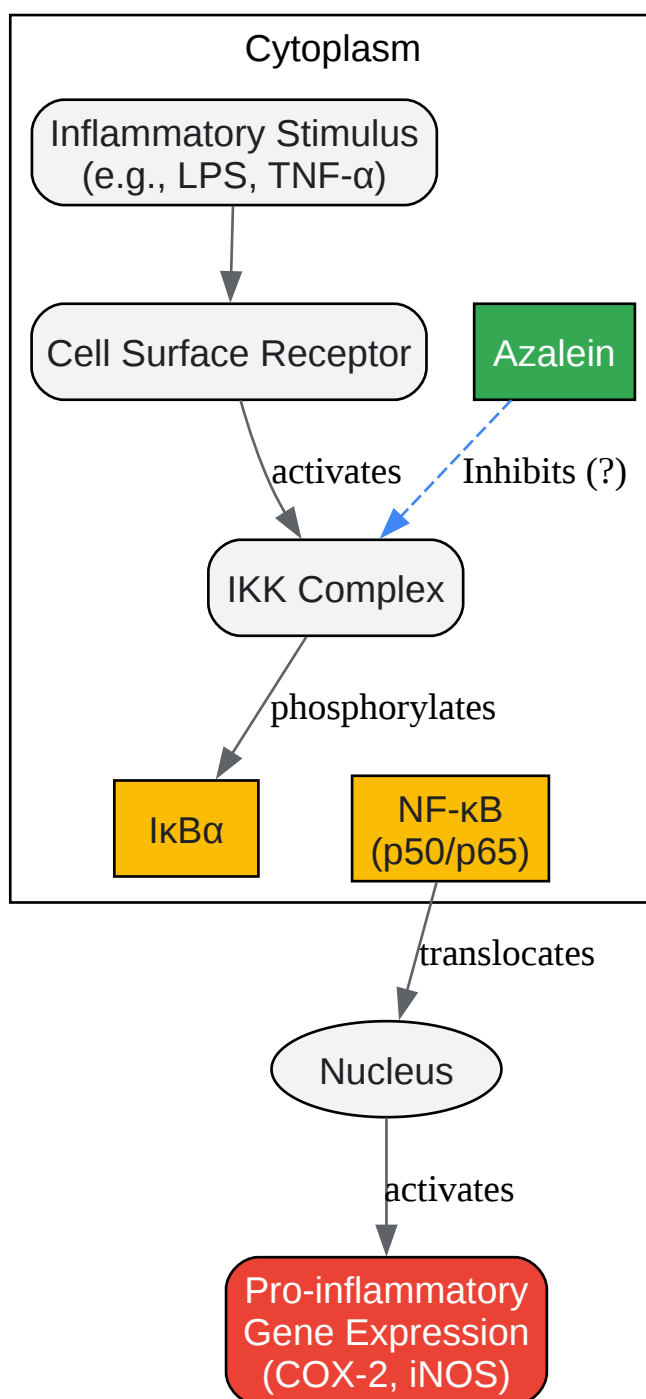 Cytoplasm
Inflammatory Stimulus
(e.g., LPS, TNF-α)
Cell Surface Receptor
Azalein
activates
Inhibits (?)
IKK Complex
phosphorylates
IκBα
NF-κB
(p50/p65)
translocates
Nucleus
activates
Pro-inflammatory
Gene Expression
(COX-2, iNOS)